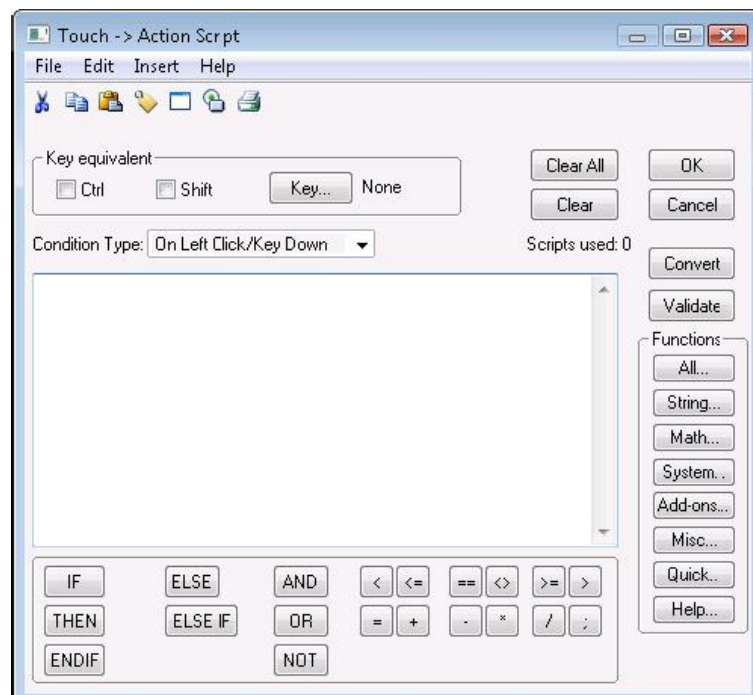 Touch -> Action Scrpt
File Edit Insert Help
Key equivalent
Ctrl Shift Key... None
Clear All OK
Clear Cancel
Condition Type: On Left Click/Key Down Scripts used: 0
Convert
Validate
Functions
All...
String...
Math...
System..
Add-ons...
Misc...
Quick..
Help...
IF ELSE AND < <= == <> >= >
THEN ELSE IF OR = + - * / ;
ENDIF NOT